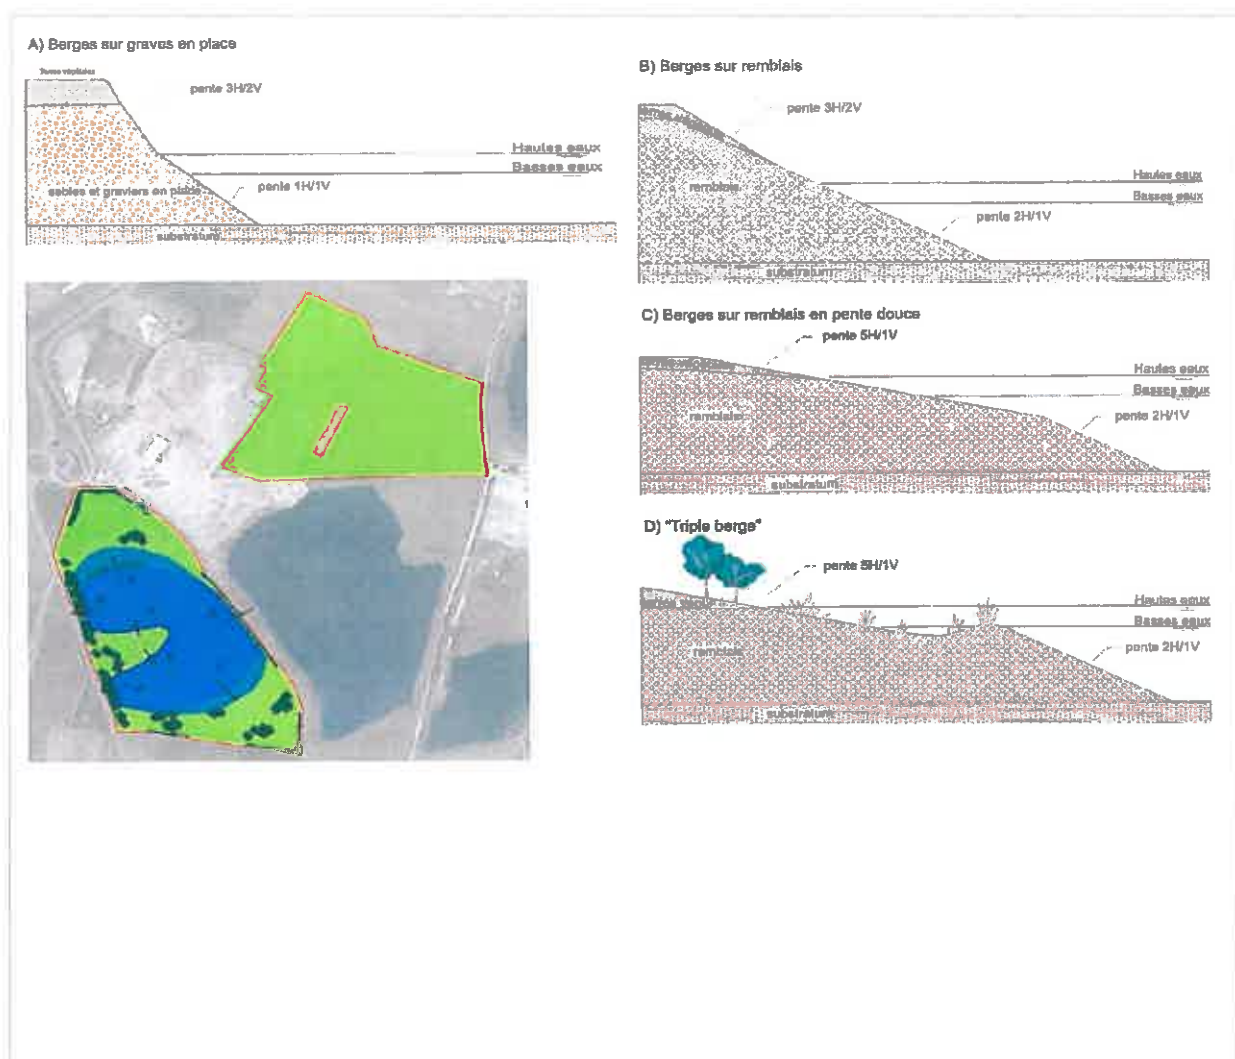 A) Berges sur graves en place
Terres végétales
pente 3H/2V
Hautes eaux
Basses eaux
sables et graviers en place
pente 1H/1V
substratum
B) Berges sur remblais
pente 3H/2V
remblais
Hautes eaux
Basses eaux
pente 2H/1V
substratum
C) Berges sur remblais en pente douce
pente 5H/1V
Hautes eaux
Basses eaux
remblais
pente 2H/1V
substratum
D) "Triple berge"
pente 5H/1V
Hautes eaux
Basses eaux
remblais
pente 2H/1V
substratum